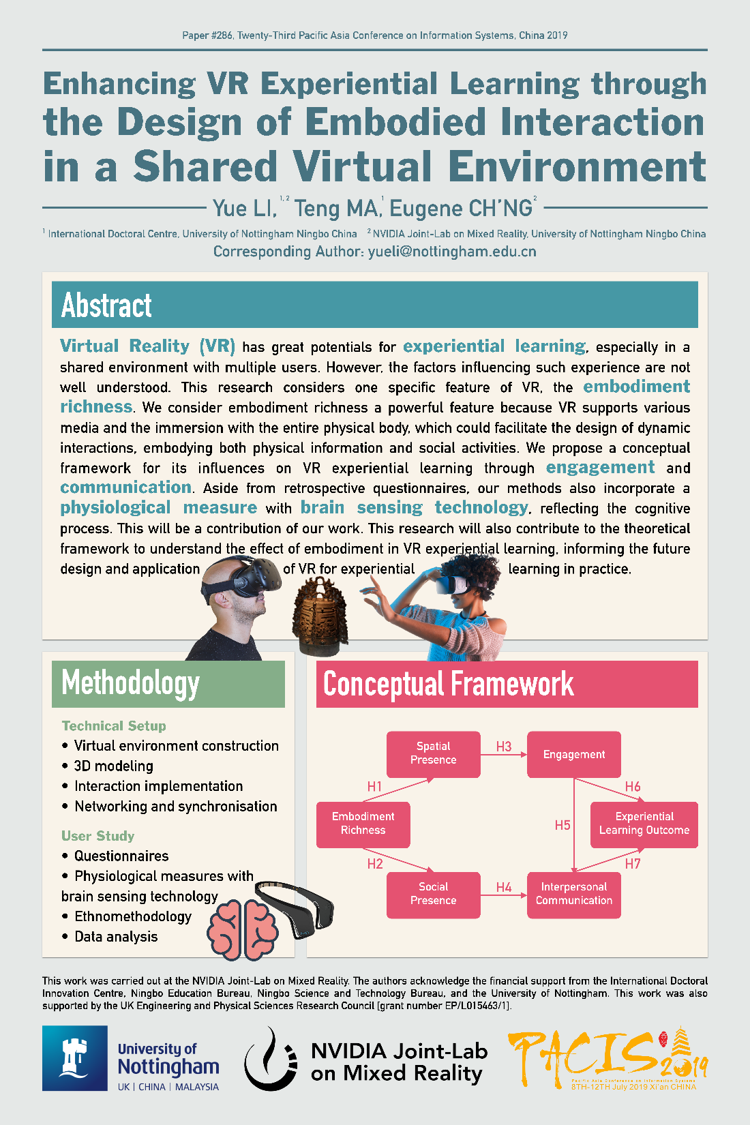 Paper #286, Twenty-Third Pacific Asia Conference on Information Systems, China 2019
Enhancing VR Experiential Learning through
the Design of Embodied Interaction
in a Shared Virtual Environment
Yue LI,1,2 Teng MA,1 Eugene CH'NG2
1 International Doctoral Centre, University of Nottingham Ningbo China 2 NVIDIA Joint-Lab on Mixed Reality, University of Nottingham Ningbo China
Corresponding Author: yueli@nottingham.edu.cn
Abstract
Virtual Reality (VR) has great potentials for experiential learning, especially in a
shared environment with multiple users. However, the factors influencing such experience are not
well understood. This research considers one specific feature of VR, the embodiment
richness. We consider embodiment richness a powerful feature because VR supports various
media and the immersion with the entire physical body, which could facilitate the design of dynamic
interactions, embodying both physical information and social activities. We propose a conceptual
framework for its influences on VR experiential learning through engagement and
communication. Aside from retrospective questionnaires, our methods also incorporate a
physiological measure with brain sensing technology, reflecting the cognitive
process. This will be a contribution of our work. This research will also contribute to the theoretical
framework to understand the effect of embodiment in VR experiential learning, informing the future
design and application of VR for experiential learning in practice.
Methodology
Technical Setup
• Virtual environment construction
• 3D modeling
• Interaction implementation
• Networking and synchronisation
User Study
• Questionnaires
• Physiological measures with
brain sensing technology
• Ethnomethodology
• Data analysis
Conceptual Framework
Spatial
Presence
H3
Engagement
H1
H6
Embodiment
Richness
H5
Experiential
Learning Outcome
H2
H7
Social
Presence
H4
Interpersonal
Communication
This work was carried out at the NVIDIA Joint-Lab on Mixed Reality. The authors acknowledge the financial support from the International Doctoral
Innovation Centre, Ningbo Education Bureau, Ningbo Science and Technology Bureau, and the University of Nottingham. This work was also
supported by the UK Engineering and Physical Sciences Research Council [grant number EP/L015463/1].
University of
Nottingham
UK | CHINA | MALAYSIA
NVIDIA Joint-Lab
on Mixed Reality
PACIS
2019
Pacific Asia Conference on Information Systems
8TH-12TH July 2019 Xi'an CHINA